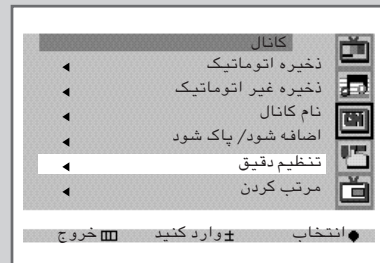 کانال
ذخیره اتوماتیک
ذخیره غیر اتوماتیک
نام کانال
اضافه شود/ پاک شود
تنظیم دقیق
مرتب کردن
انتخاب ±وارد کنید خروج